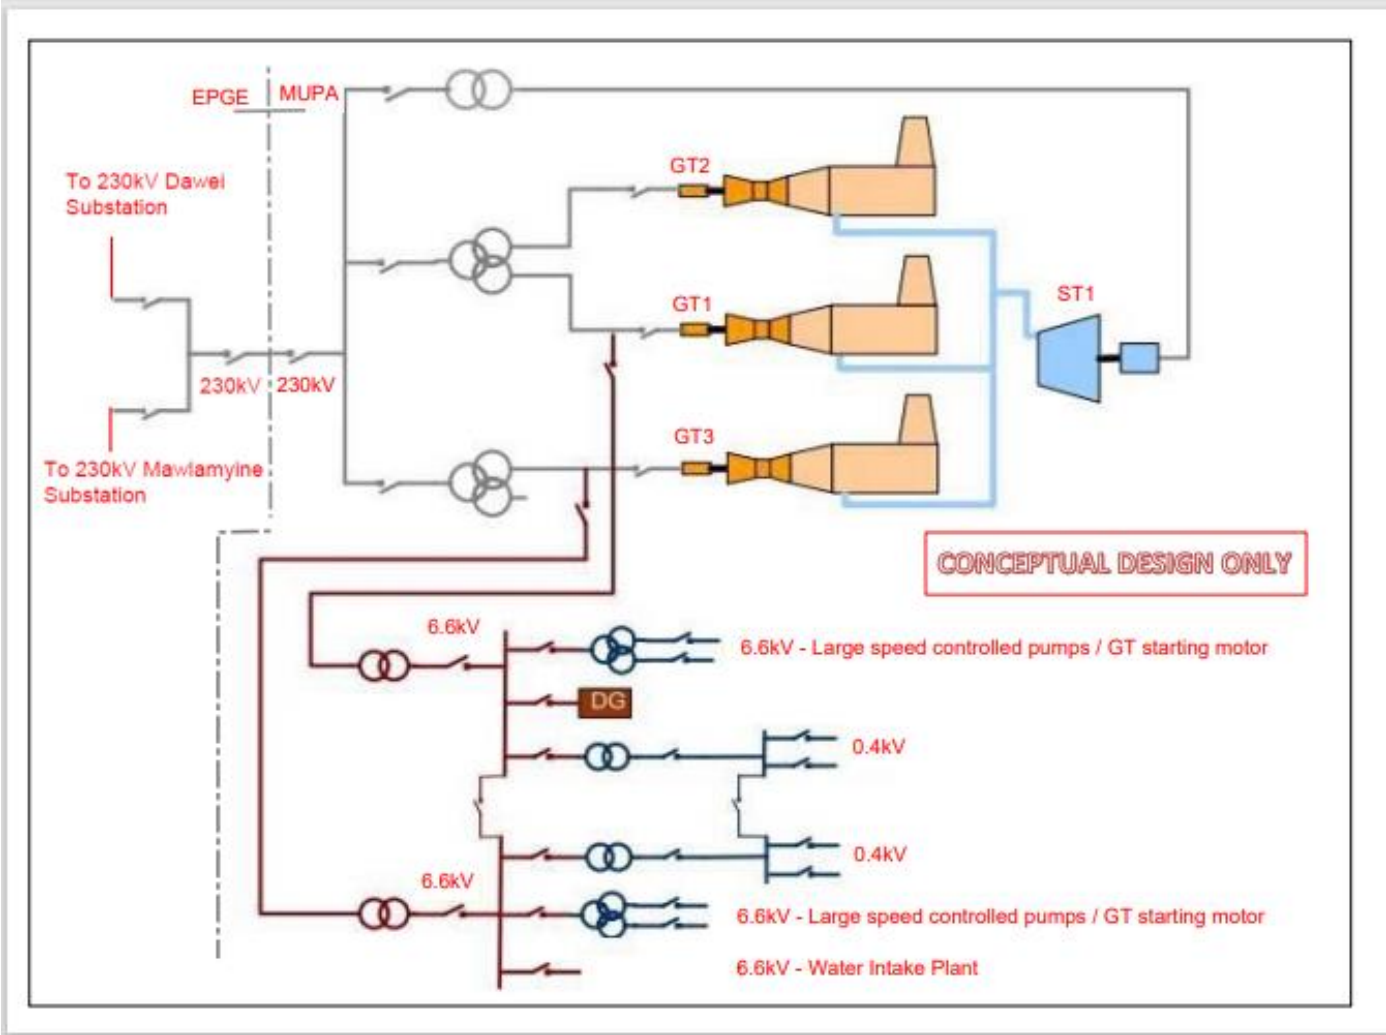 EPGE
MUPA
To 230kV Dawei
Substation
230kV
230kV
To 230kV Mawlamyine
Substation
GT2
GT1
GT3
ST1
CONCEPTUAL DESIGN ONLY
6.6kV
6.6kV - Large speed controlled pumps / GT starting motor
DG
0.4kV
0.4kV
6.6kV
6.6kV - Large speed controlled pumps / GT starting motor
6.6kV - Water Intake Plant